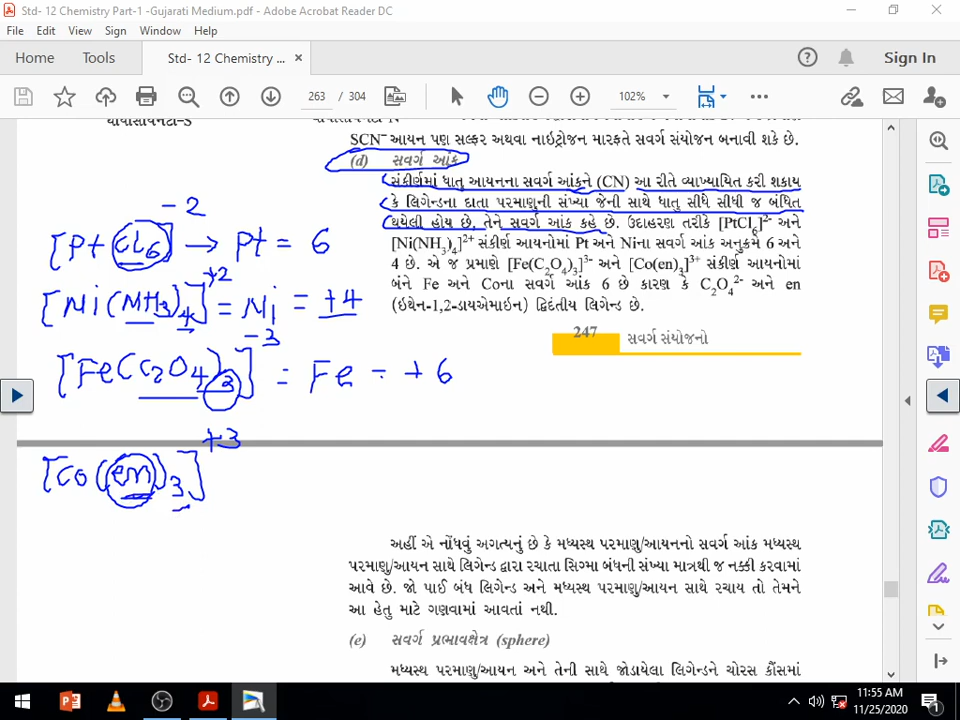 Std- 12 Chemistry Part-1 -Gujarati Medium.pdf - Adobe Acrobat Reader DC
File Edit View Sign Window Help
Home Tools Std- 12 Chemistry ... × Sign In
263 / 304 102%
SCN⁻ આયન પણ સલ્ફર અથવા નાઇટ્રોજન મારફતે સવર્ગ સંયોજન બનાવી શકે છે.
(d) સવર્ગ આંક
સંકીર્ણમાં ધાતુ આયનના સવર્ગ આંકને (CN) આ રીતે વ્યાખ્યાયિત કરી શકાય
કે લિગેન્ડના દાતા પરમાણુની સંખ્યા જેની સાથે ધાતુ સીધે સીધી જ બંધિત
થયેલી હોય છે, તેને સવર્ગ આંક કહે છે. ઉદાહરણ તરીકે [PtCl₆]²⁻ અને
[Ni(NH₃)₄]²⁺ સંકીર્ણ આયનોમાં Pt અને Niના સવર્ગ આંક અનુક્રમે 6 અને
4 છે. એ જ પ્રમાણે [Fe(C₂O₄)₃]³⁻ અને [Co(en)₃]³⁺ સંકીર્ણ આયનોમાં
બંને Fe અને Coના સવર્ગ આંક 6 છે કારણ કે C₂O₄²⁻ અને en
(ઇથેન-1,2-ડાયએમાઇન) દ્વિદંતીય લિગેન્ડ છે.
247 સવર્ગ સંયોજનો
[Pt Cl₆]⁻² → Pt = 6
[Ni(NH₃)₄]⁺² = Ni = +4
[Fe(C₂O₄)₃]⁻³ = Fe = +6
[Co(en)₃]⁺³
અહીં એ નોંધવું અગત્યનું છે કે મધ્યસ્થ પરમાણુ/આયનનો સવર્ગ આંક મધ્યસ્થ
પરમાણુ/આયન સાથે લિગેન્ડ દ્વારા રચાતા સિગ્મા બંધની સંખ્યા માત્રથી જ નક્કી કરવામાં
આવે છે. જો પાઈ બંધ લિગેન્ડ અને મધ્યસ્થ પરમાણુ/આયન સાથે રચાય તો તેમને
આ હેતુ માટે ગણવામાં આવતાં નથી.
(e) સવર્ગ પ્રભાવક્ષેત્ર (sphere)
મધ્યસ્થ પરમાણુ/આયન અને તેની સાથે જોડાયેલા લિગેન્ડને ચોરસ કૌંસમાં
11:55 AM
11/25/2020
1